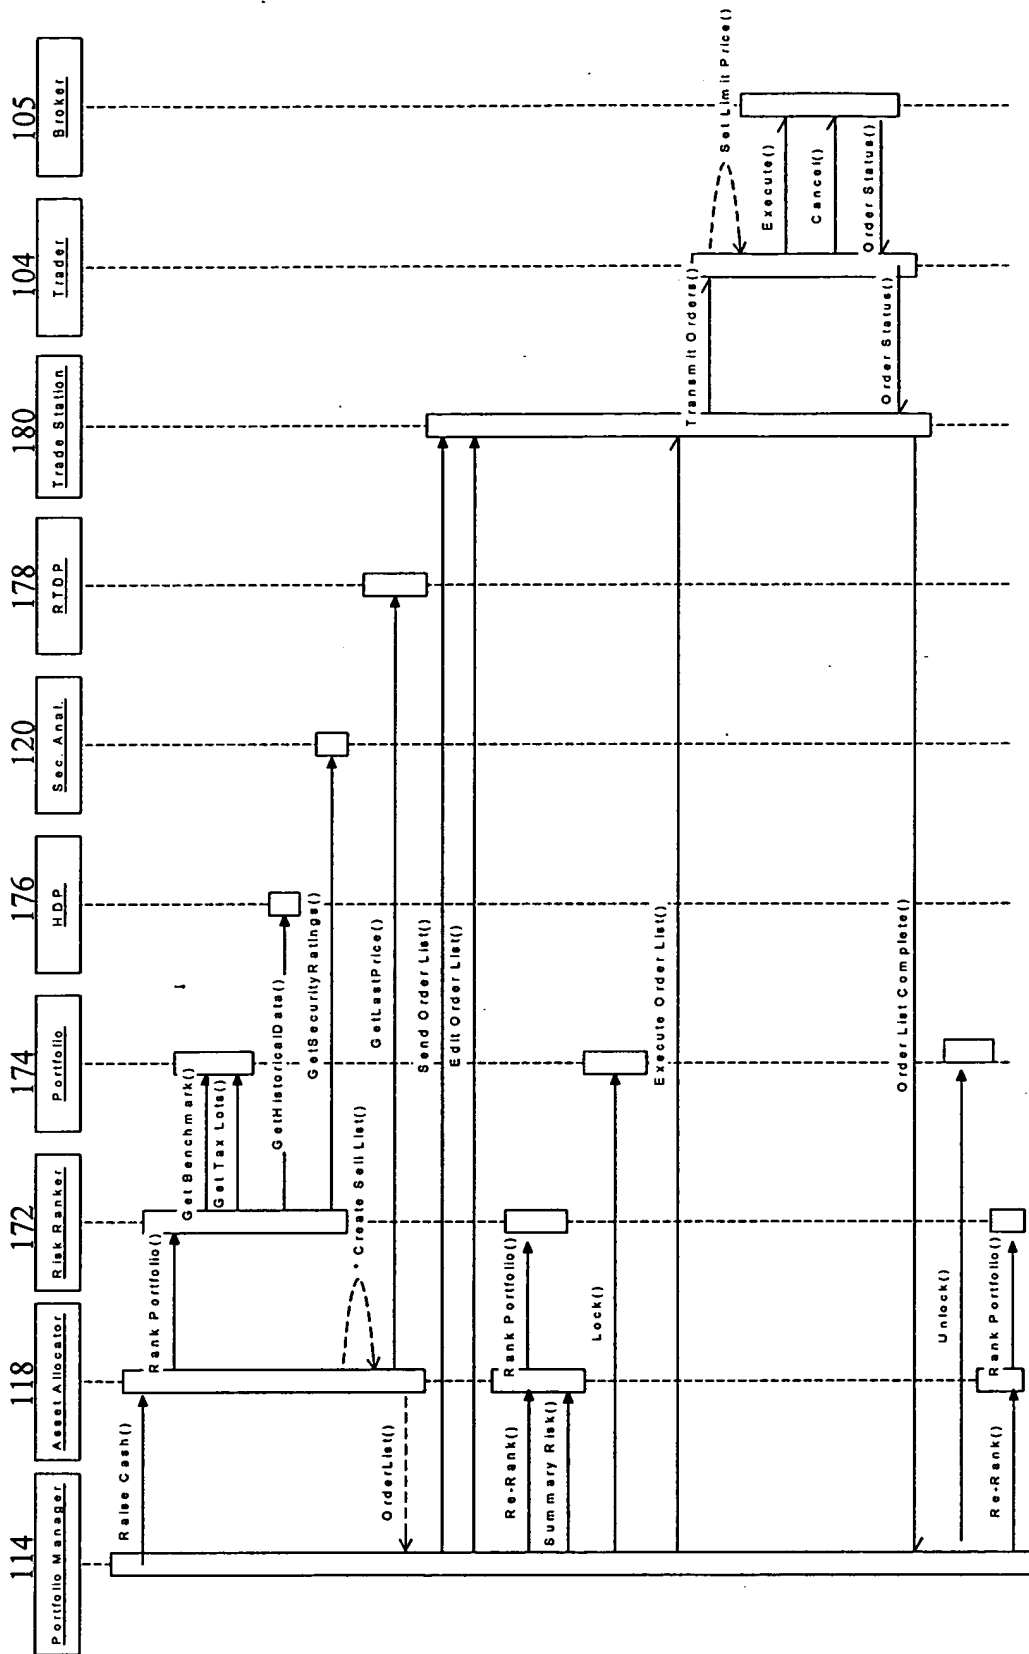 114
Portfolio Manager
118
Asset Allocator
172
Risk Ranker
174
Portfolio
176
HDP
120
Sec. Anal.
178
RTOP
180
Trade Station
104
Trader
105
Broker
Raise Cash()
Rank Portfolio()
Get Benchmark()
Get Tax Lots()
GetHistoricalData()
GetSecurityRatings()
Create Sell List()
GetLastPrice()
OrderList()
Send Order List()
Edit Order List()
Re-Rank()
Rank Portfolio()
Summary Risk()
Lock()
Execute Order List()
Transmit Orders()
Set Limit Price()
Execute()
Cancel()
Order Status()
Order Status()
Order List Complete()
Unlock()
Re-Rank()
Rank Portfolio()